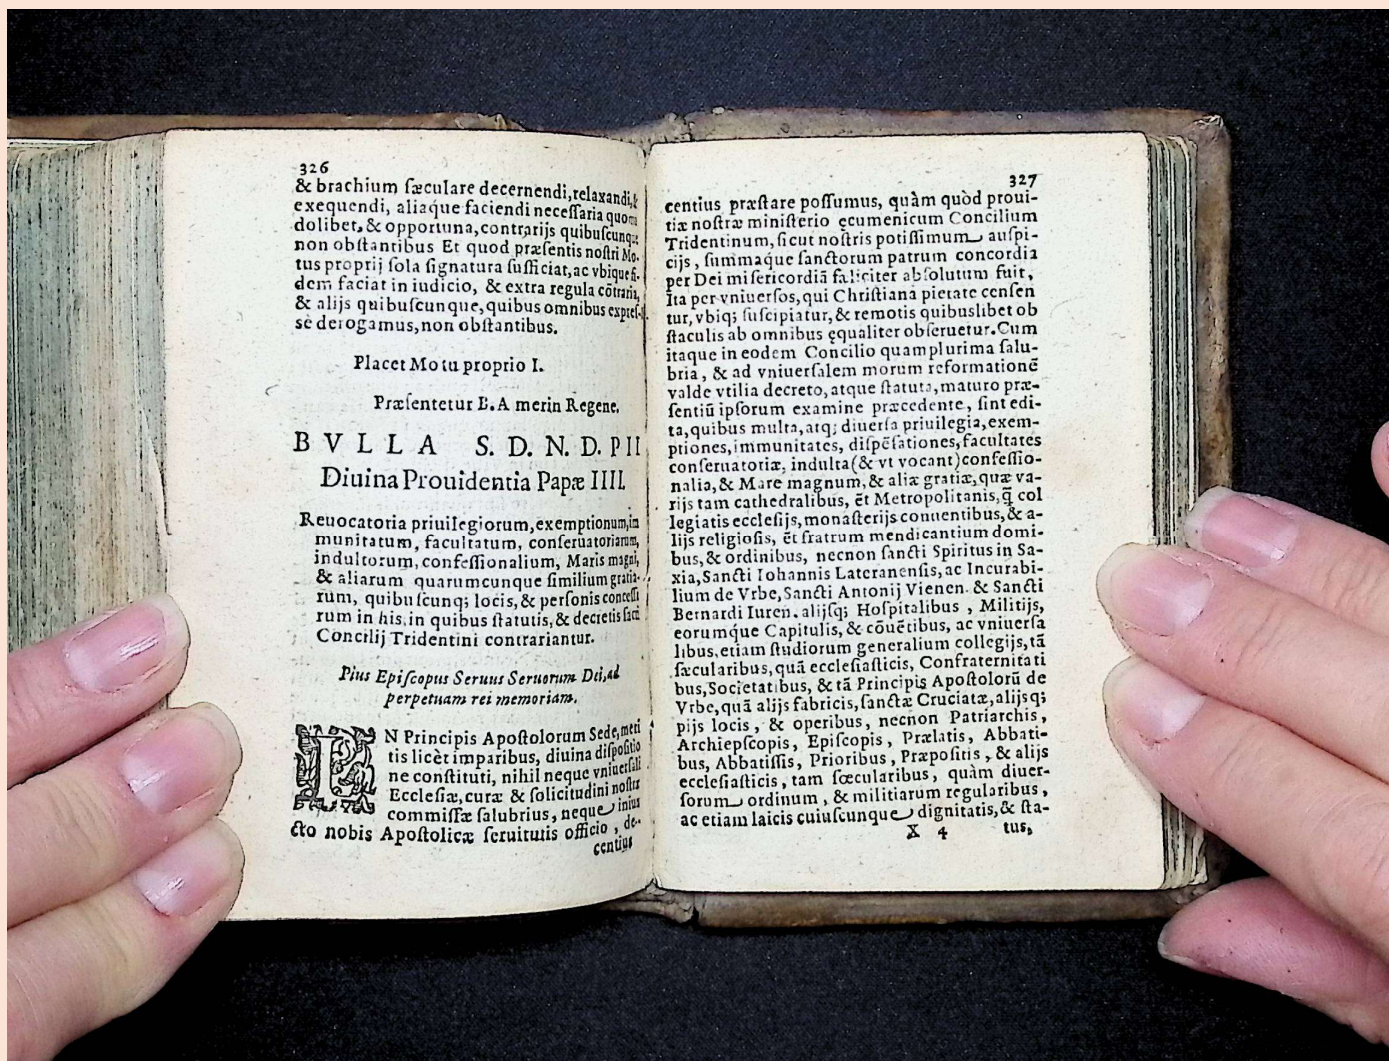 326
& brachium ſæculare decernendi, relaxandi, &
exequendi, aliaque faciendi neceſſaria quomo
dolibet, & opportuna, contrarijs quibuſcunq;
non obſtantibus Et quod præſentis noſtri Mo-
tus proprij ſola ſignatura ſufficiat, ac vbique fi-
dem faciat in iudicio, & extra regula cōtraria,
& alijs quibuſcunque, quibus omnibus expreſ-
sè derogamus, non obſtantibus.
Placet Motu proprio I.
Præſentetur B. A merin Regene.
BVLLA S. D. N. D. PII
Diuina Prouidentia Papæ IIII.
Reuocatoria priuilegiorum, exemptionum, im
munitatum, facultatum, conſeruatoriarum,
indultorum, confeſſionalium, Maris magni,
& aliarum quarumcunque ſimilium gratia-
rum, quibuſcunq; locis, & perſonis conceſſi
rum in his, in quibus ſtatutis, & decretis ſacri
Concilij Tridentini contrariantur.
Pius Epiſcopus Seruus Seruorum Dei, ad
perpetuam rei memoriam.
IN Principis Apoſtolorum Sede, meri
tis licèt imparibus, diuina diſpoſitio
ne conſtituti, nihil neque vniuerſali
Eccleſiæ, curæ & ſolicitudini noſtræ
commiſſæ ſalubrius, neque iniun
cto nobis Apoſtolicæ ſeruitutis officio, de-
centius
327
centius præſtare poſſumus, quàm quòd proui-
tiæ noſtræ miniſterio ęcumenicum Concilium
Tridentinum, ſicut noſtris potiſſimum auſpi-
cijs, ſummaque ſanctorum patrum concordia
per Dei miſericordiā fæliciter abſolutum fuit,
Ita per vniuerſos, qui Chriſtiana pietate cenſen
tur, vbiq; ſuſcipiatur, & remotis quibuslibet ob
ſtaculis ab omnibus ęqualiter obſeruetur. Cum
itaque in eodem Concilio quamplurima ſalu-
bria, & ad vniuerſalem morum reformationē
valde vtilia decreto, atque ſtatuta, maturo præ-
ſentiū ipſorum examine præcedente, ſint edi-
ta, quibus multa, atq; diuerſa priuilegia, exem-
ptiones, immunitates, diſpēſationes, facultates
conſeruatoriæ, indulta (& vt vocant) confeſſio-
nalia, & Mare magnum, & aliæ gratiæ, quæ va-
rijs tam cathedralibus, ēt Metropolitanis, q̄ col
legiatis eccleſijs, monaſterijs conuentibus, & a-
lijs religioſis, ēt fratrum mendicantium domi-
bus, & ordinibus, necnon ſancti Spiritus in Sa-
xia, Sancti Iohannis Lateranenſis, ac Incurabi-
lium de Vrbe, Sancti Antonij Vienen. & Sancti
Bernardi Iuren. alijſq; Hoſpitalibus, Militijs,
eorumque Capitulis, & cōuētibus, ac vniuerſa
libus, etiam ſtudiorum generalium collegijs, tā
ſæcularibus, quā eccleſiaſticis, Confraternitati
bus, Societatibus, & tā Principis Apoſtolorū de
Vrbe, quā alijs fabricis, ſanctæ Cruciatæ, alijsq;
pijs locis, & operibus, necnon Patriarchis,
Archiepſcopis, Epiſcopis, Prælatis, Abbati-
bus, Abbatiſſis, Prioribus, Præpoſitis, & alijs
eccleſiaſticis, tam ſœcularibus, quàm diuer-
ſorum ordinum, & militiarum regularibus,
ac etiam laicis cuiuſcunque dignitatis, & ſta-
X 4 tus,